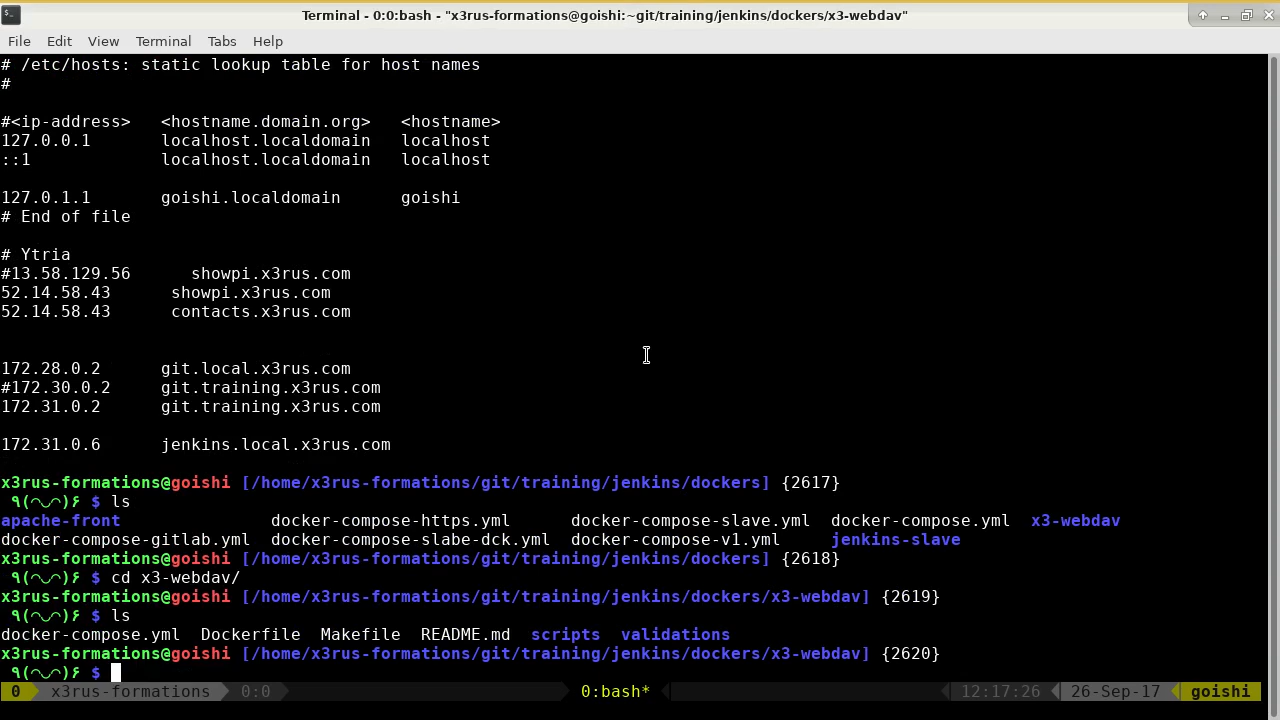 Terminal - 0:0:bash - "x3rus-formations@goishi:~git/training/jenkins/dockers/x3-webdav"
File Edit View Terminal Tabs Help
# /etc/hosts: static lookup table for host names
#
#<ip-address>   <hostname.domain.org>   <hostname>
127.0.0.1       localhost.localdomain   localhost
::1             localhost.localdomain   localhost
127.0.1.1       goishi.localdomain      goishi
# End of file
# Ytria
#13.58.129.56      showpi.x3rus.com
52.14.58.43      showpi.x3rus.com
52.14.58.43      contacts.x3rus.com
172.28.0.2      git.local.x3rus.com
#172.30.0.2     git.training.x3rus.com
172.31.0.2      git.training.x3rus.com
172.31.0.6      jenkins.local.x3rus.com
x3rus-formations@goishi [/home/x3rus-formations/git/training/jenkins/dockers] {2617}
٩(◠◡◠)۶ $ ls
apache-front               docker-compose-https.yml      docker-compose-slave.yml  docker-compose.yml  x3-webdav
docker-compose-gitlab.yml  docker-compose-slabe-dck.yml  docker-compose-v1.yml     jenkins-slave
x3rus-formations@goishi [/home/x3rus-formations/git/training/jenkins/dockers] {2618}
٩(◠◡◠)۶ $ cd x3-webdav/
x3rus-formations@goishi [/home/x3rus-formations/git/training/jenkins/dockers/x3-webdav] {2619}
٩(◠◡◠)۶ $ ls
docker-compose.yml  Dockerfile  Makefile  README.md  scripts  validations
x3rus-formations@goishi [/home/x3rus-formations/git/training/jenkins/dockers/x3-webdav] {2620}
٩(◠◡◠)۶ $
0 x3rus-formations 0:0 0:bash* 12:17:26 26-Sep-17 goishi